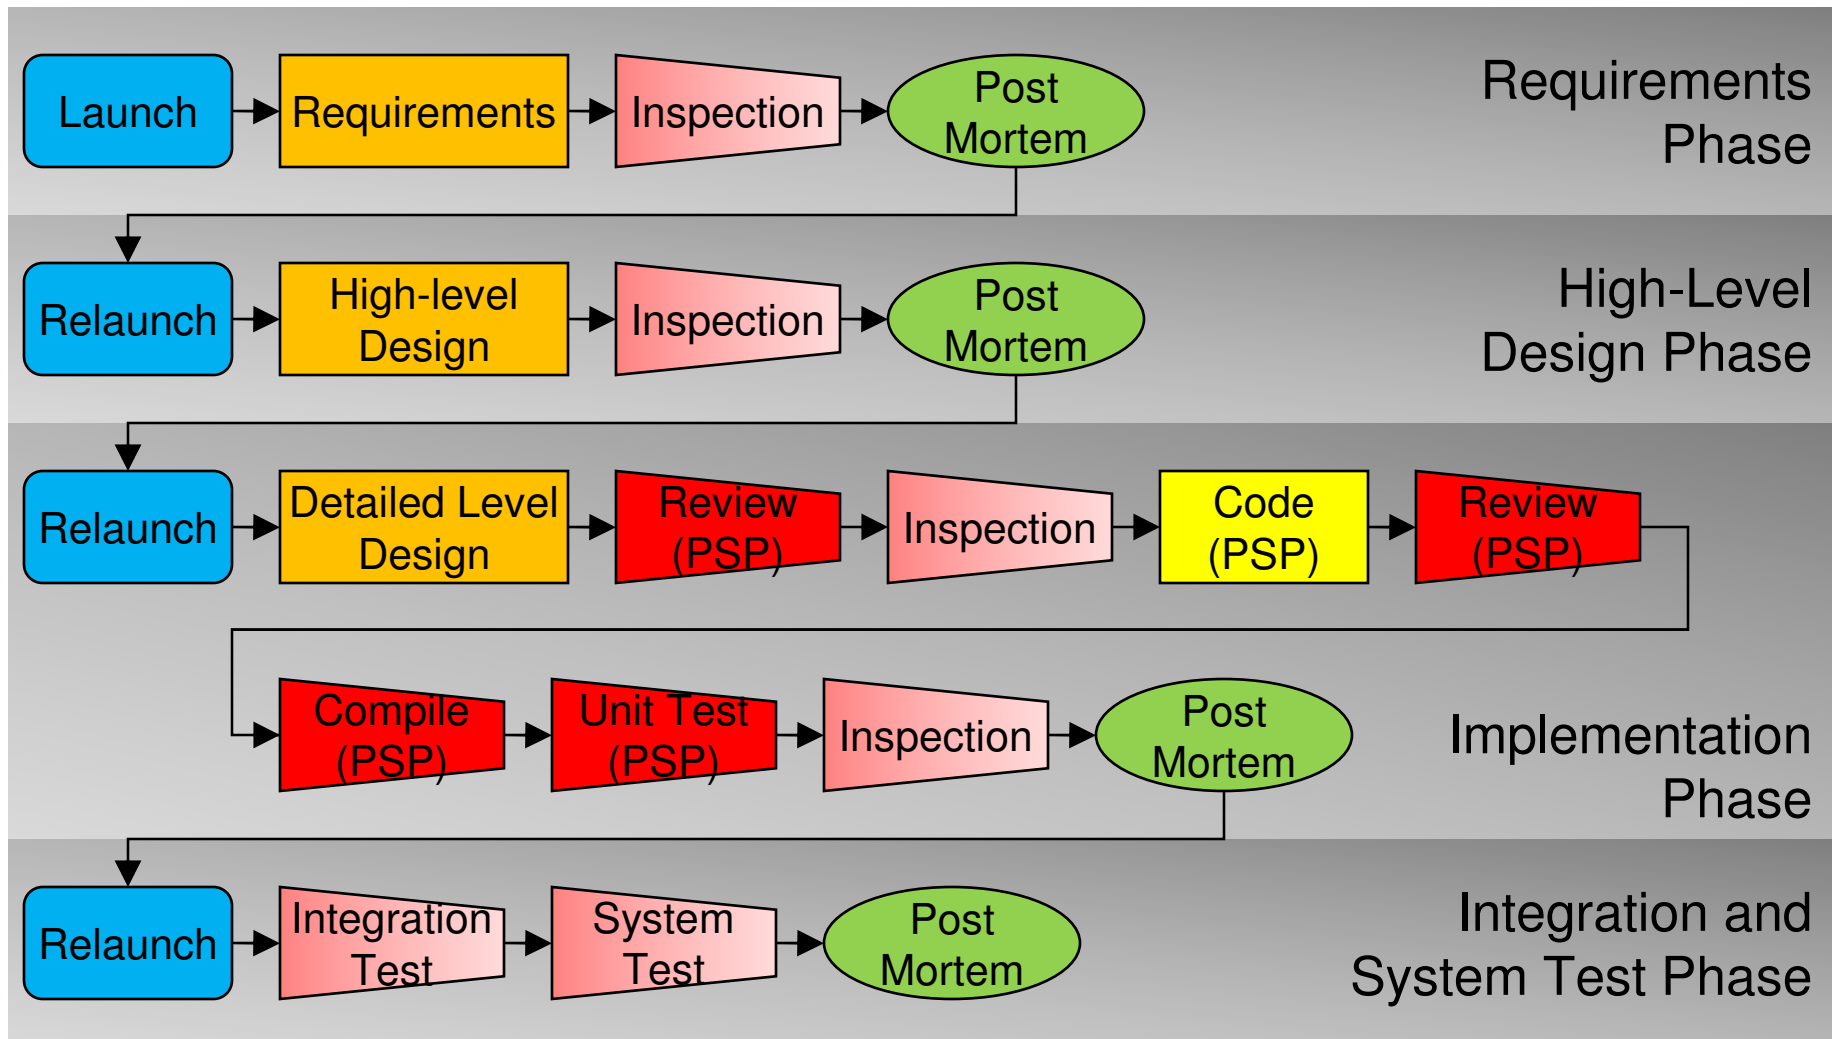 Launch
Requirements
Inspection
Post
Mortem
Requirements
Phase
Relaunch
High-level
Design
Inspection
Post
Mortem
High-Level
Design Phase
Relaunch
Detailed Level
Design
Review
(PSP)
Inspection
Code
(PSP)
Review
(PSP)
Compile
(PSP)
Unit Test
(PSP)
Inspection
Post
Mortem
Implementation
Phase
Relaunch
Integration
Test
System
Test
Post
Mortem
Integration and
System Test Phase